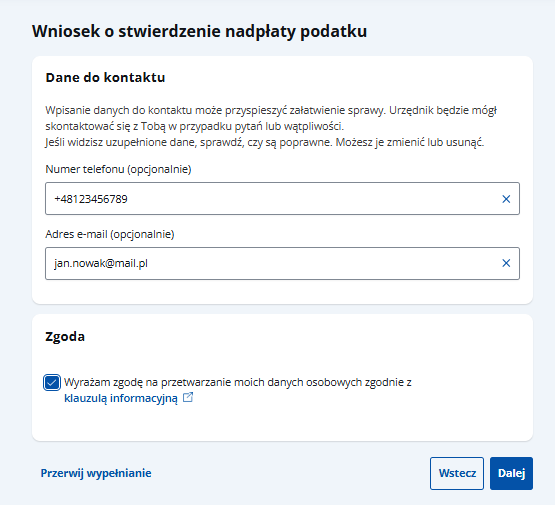 Wniosek o stwierdzenie nadpłaty podatku
Dane do kontaktu
Wpisanie danych do kontaktu może przyspieszyć załatwienie sprawy. Urzędnik będzie mógł
skontaktować się z Tobą w przypadku pytań lub wątpliwości.
Jeśli widzisz uzupełnione dane, sprawdź, czy są poprawne. Możesz je zmienić lub usunąć.
Numer telefonu (opcjonalnie)
+48123456789
Adres e-mail (opcjonalnie)
jan.nowak@mail.pl
Zgoda
Wyrażam zgodę na przetwarzanie moich danych osobowych zgodnie z
klauzulą informacyjną
Przerwij wypełnianie
Wstecz
Dalej